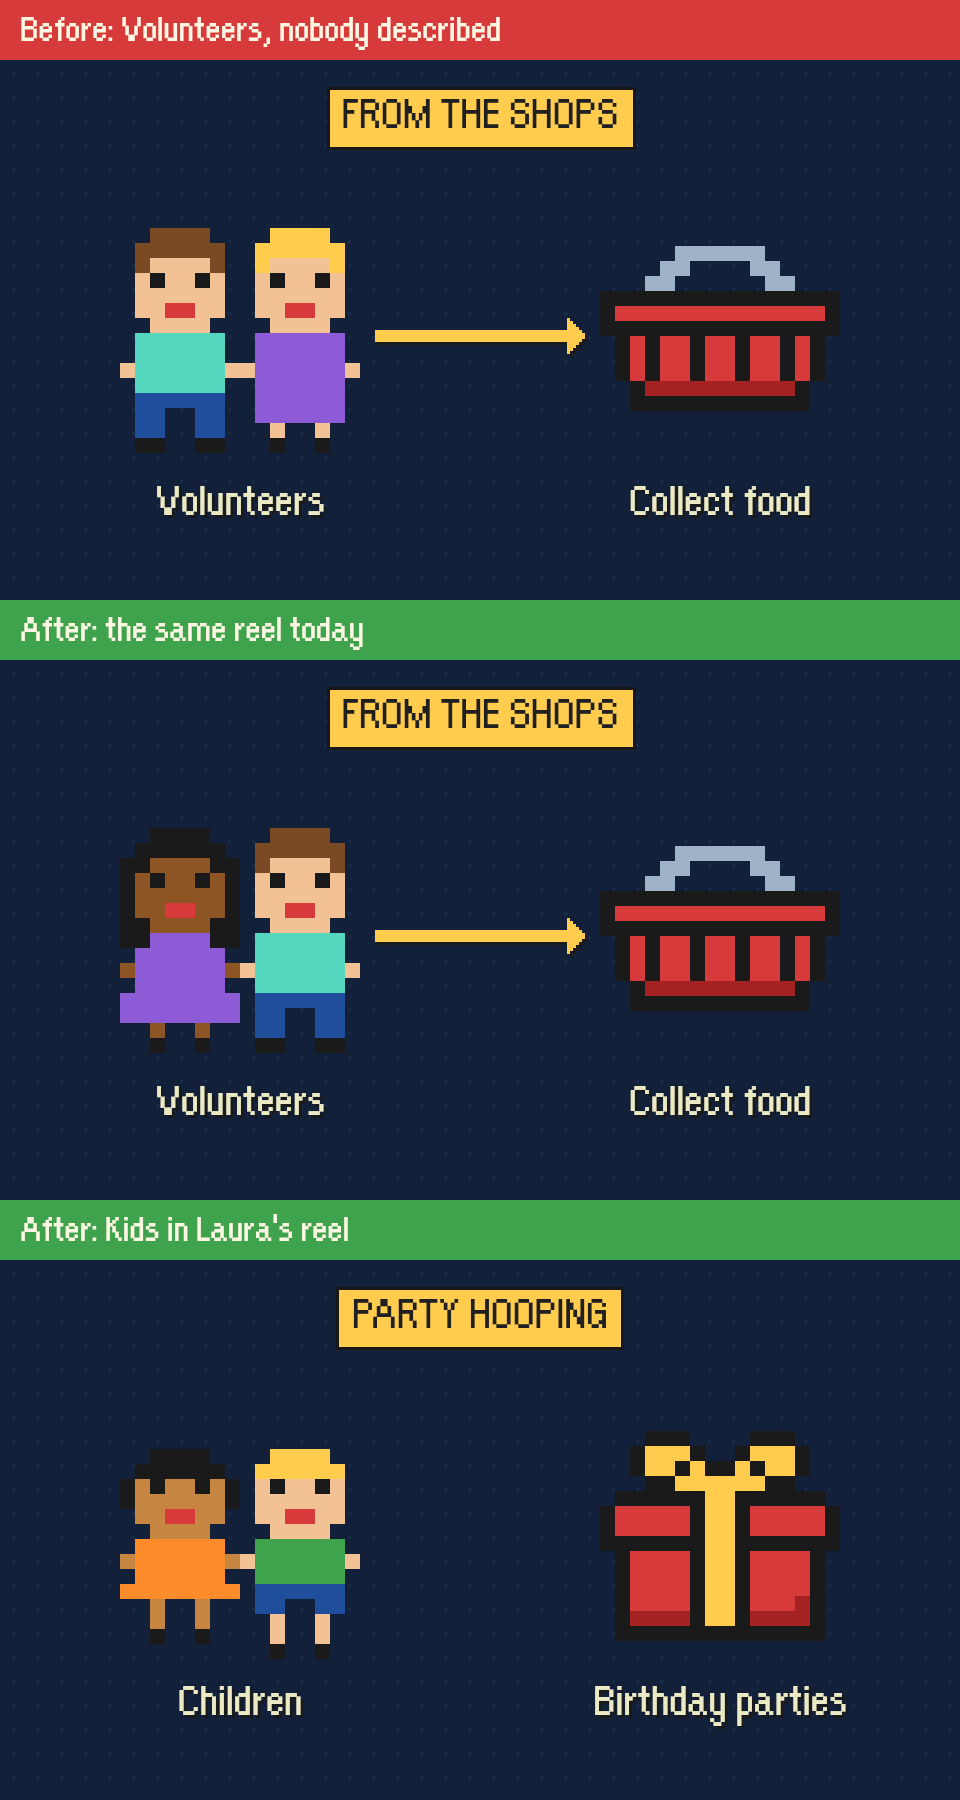 Before: Volunteers, nobody described
FROM THE SHOPS
Volunteers
Collect food
After: the same reel today
FROM THE SHOPS
Volunteers
Collect food
After: Kids in Laura's reel
PARTY HOOPING
Children
Birthday parties